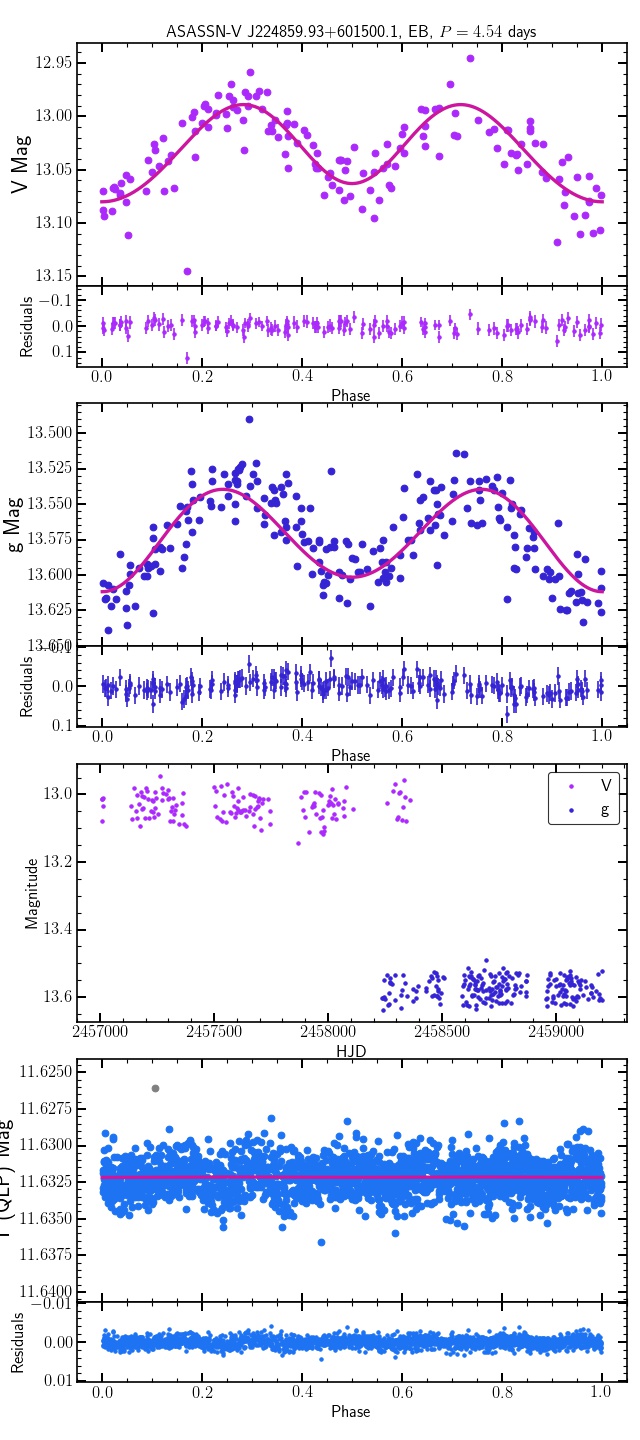 ASASSN-V J224859.93+601500.1, EB, P = 4.54 days
12.95
13.00
13.05
13.10
13.15
V Mag
−0.1
0.0
0.1
Residuals
0.0 0.2 0.4 0.6 0.8 1.0
Phase
13.500
13.525
13.550
13.575
13.600
13.625
13.650
g Mag
−0.1
0.0
0.1
Residuals
0.0 0.2 0.4 0.6 0.8 1.0
Phase
V
g
13.0
13.2
13.4
13.6
Magnitude
2457000 2457500 2458000 2458500 2459000
HJD
11.6250
11.6275
11.6300
11.6325
11.6350
11.6375
11.6400
(QLP) Mag
−0.01
0.00
0.01
Residuals
0.0 0.2 0.4 0.6 0.8 1.0
Phase